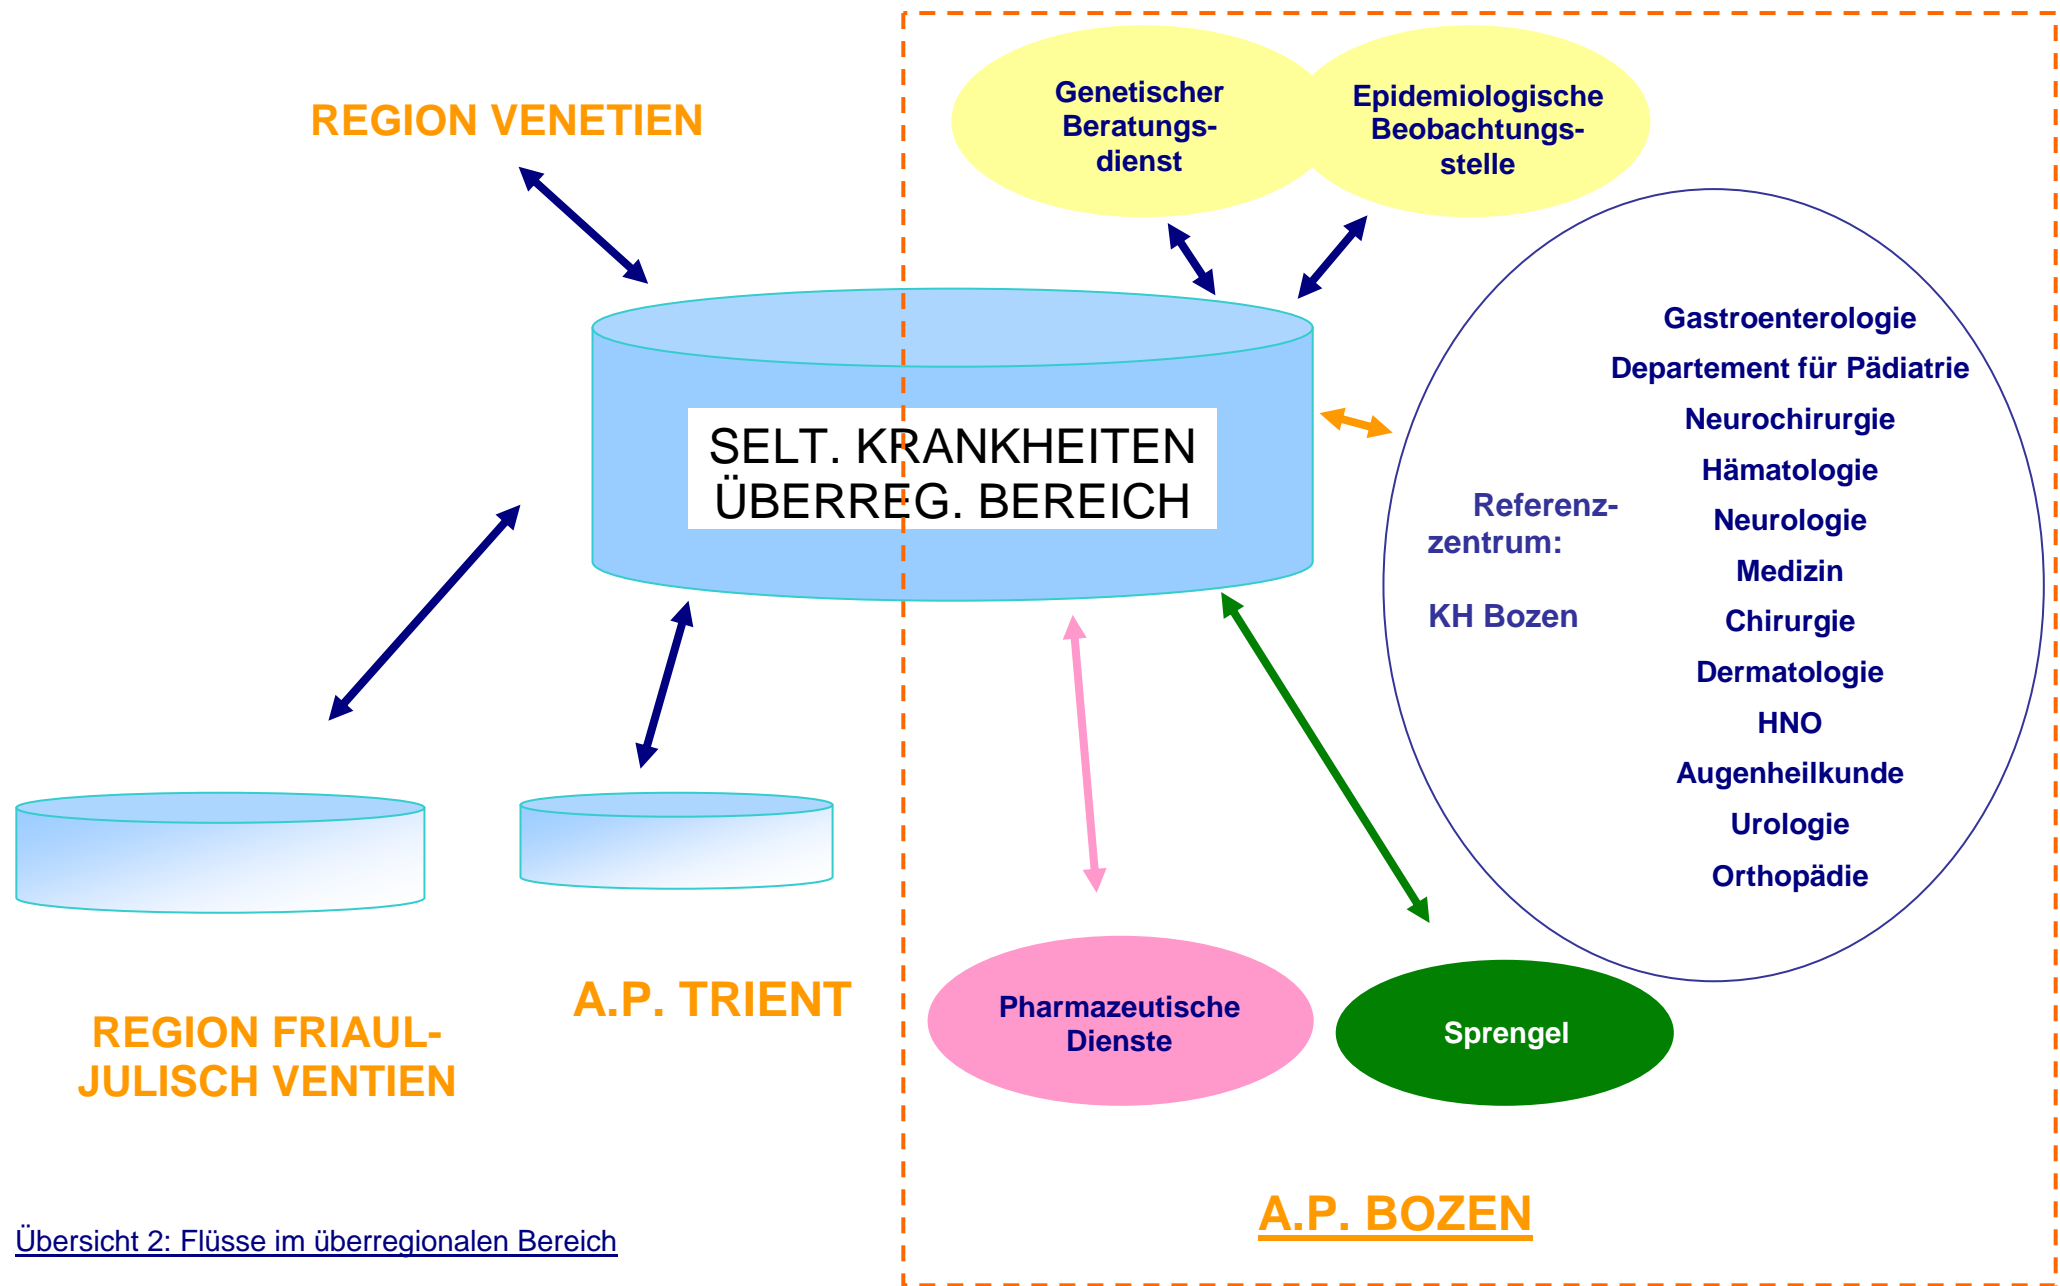 REGION VENETIEN
Genetischer
Beratungs-
dienst
Epidemiologische
Beobachtungs-
stelle
SELT. KRANKHEITEN
ÜBERREG. BEREICH
Referenz-
zentrum:
KH Bozen
Gastroenterologie
Departement für Pädiatrie
Neurochirurgie
Hämatologie
Neurologie
Medizin
Chirurgie
Dermatologie
HNO
Augenheilkunde
Urologie
Orthopädie
REGION FRIAUL-
JULISCH VENTIEN
A.P. TRIENT
Pharmazeutische
Dienste
Sprengel
A.P. BOZEN
Übersicht 2: Flüsse im überregionalen Bereich